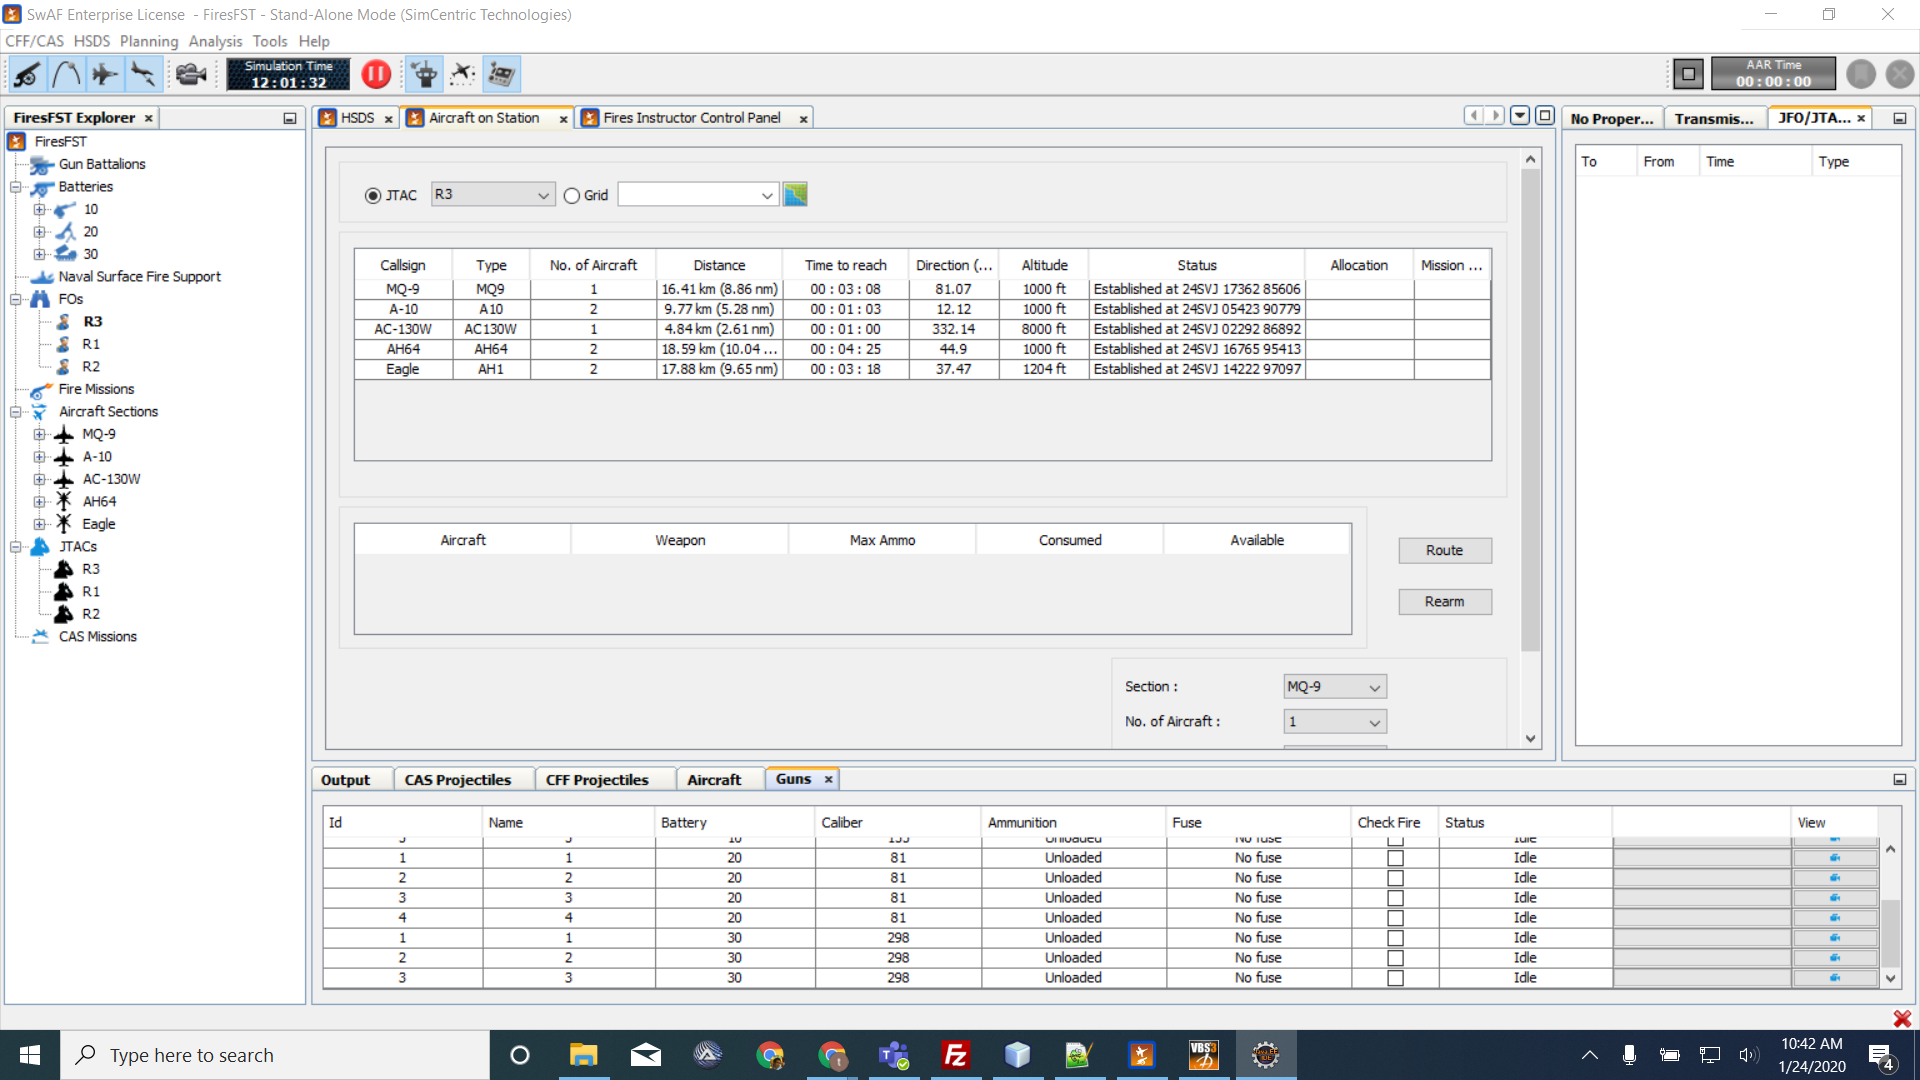 SwAF Enterprise License  - FiresFST - Stand-Alone Mode (SimCentric Technologies)
CFF/CAS HSDS Planning Analysis Tools Help
Simulation Time
12:01:32
AAR Time
00:00:00
FiresFST Explorer
FiresFST
Gun Battalions
Batteries
10
20
30
Naval Surface Fire Support
FOs
R3
R1
R2
Fire Missions
Aircraft Sections
MQ-9
A-10
AC-130W
AH64
Eagle
JTACs
R3
R1
R2
CAS Missions
HSDS Aircraft on Station Fires Instructor Control Panel
JTAC R3 Grid
Callsign Type No. of Aircraft Distance Time to reach Direction (... Altitude Status Allocation Mission ...
MQ-9 MQ9 1 16.41 km (8.86 nm) 00 : 03 : 08 81.07 1000 ft Established at 24SVJ 17362 85606
A-10 A10 2 9.77 km (5.28 nm) 00 : 01 : 03 12.12 1000 ft Established at 24SVJ 05423 90779
AC-130W AC130W 1 4.84 km (2.61 nm) 00 : 01 : 00 332.14 8000 ft Established at 24SVJ 02292 86892
AH64 AH64 2 18.59 km (10.04 ... 00 : 04 : 25 44.9 1000 ft Established at 24SVJ 16765 95413
Eagle AH1 2 17.88 km (9.65 nm) 00 : 03 : 18 37.47 1204 ft Established at 24SVJ 14222 97097
Aircraft Weapon Max Ammo Consumed Available
Route
Rearm
Section : MQ-9
No. of Aircraft : 1
No Proper... Transmis... JFO/JTA...
To From Time Type
Output CAS Projectiles CFF Projectiles Aircraft Guns
Id Name Battery Caliber Ammunition Fuse Check Fire Status View
1 1 20 81 Unloaded No fuse Idle
2 2 20 81 Unloaded No fuse Idle
3 3 20 81 Unloaded No fuse Idle
4 4 20 81 Unloaded No fuse Idle
1 1 30 298 Unloaded No fuse Idle
2 2 30 298 Unloaded No fuse Idle
3 3 30 298 Unloaded No fuse Idle
Type here to search
VBS3
10:42 AM
1/24/2020
4